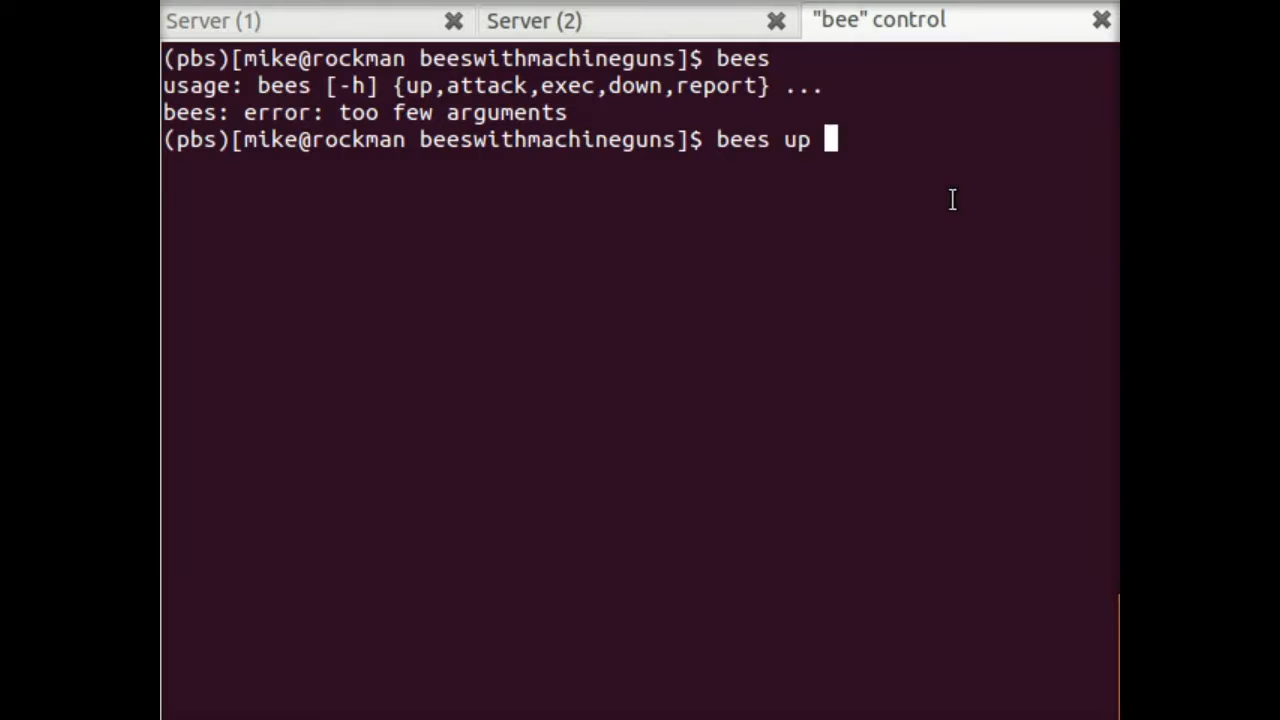 Server (1) Server (2) "bee" control
(pbs)[mike@rockman beeswithmachineguns]$ bees
usage: bees [-h] {up,attack,exec,down,report} ...
bees: error: too few arguments
(pbs)[mike@rockman beeswithmachineguns]$ bees up